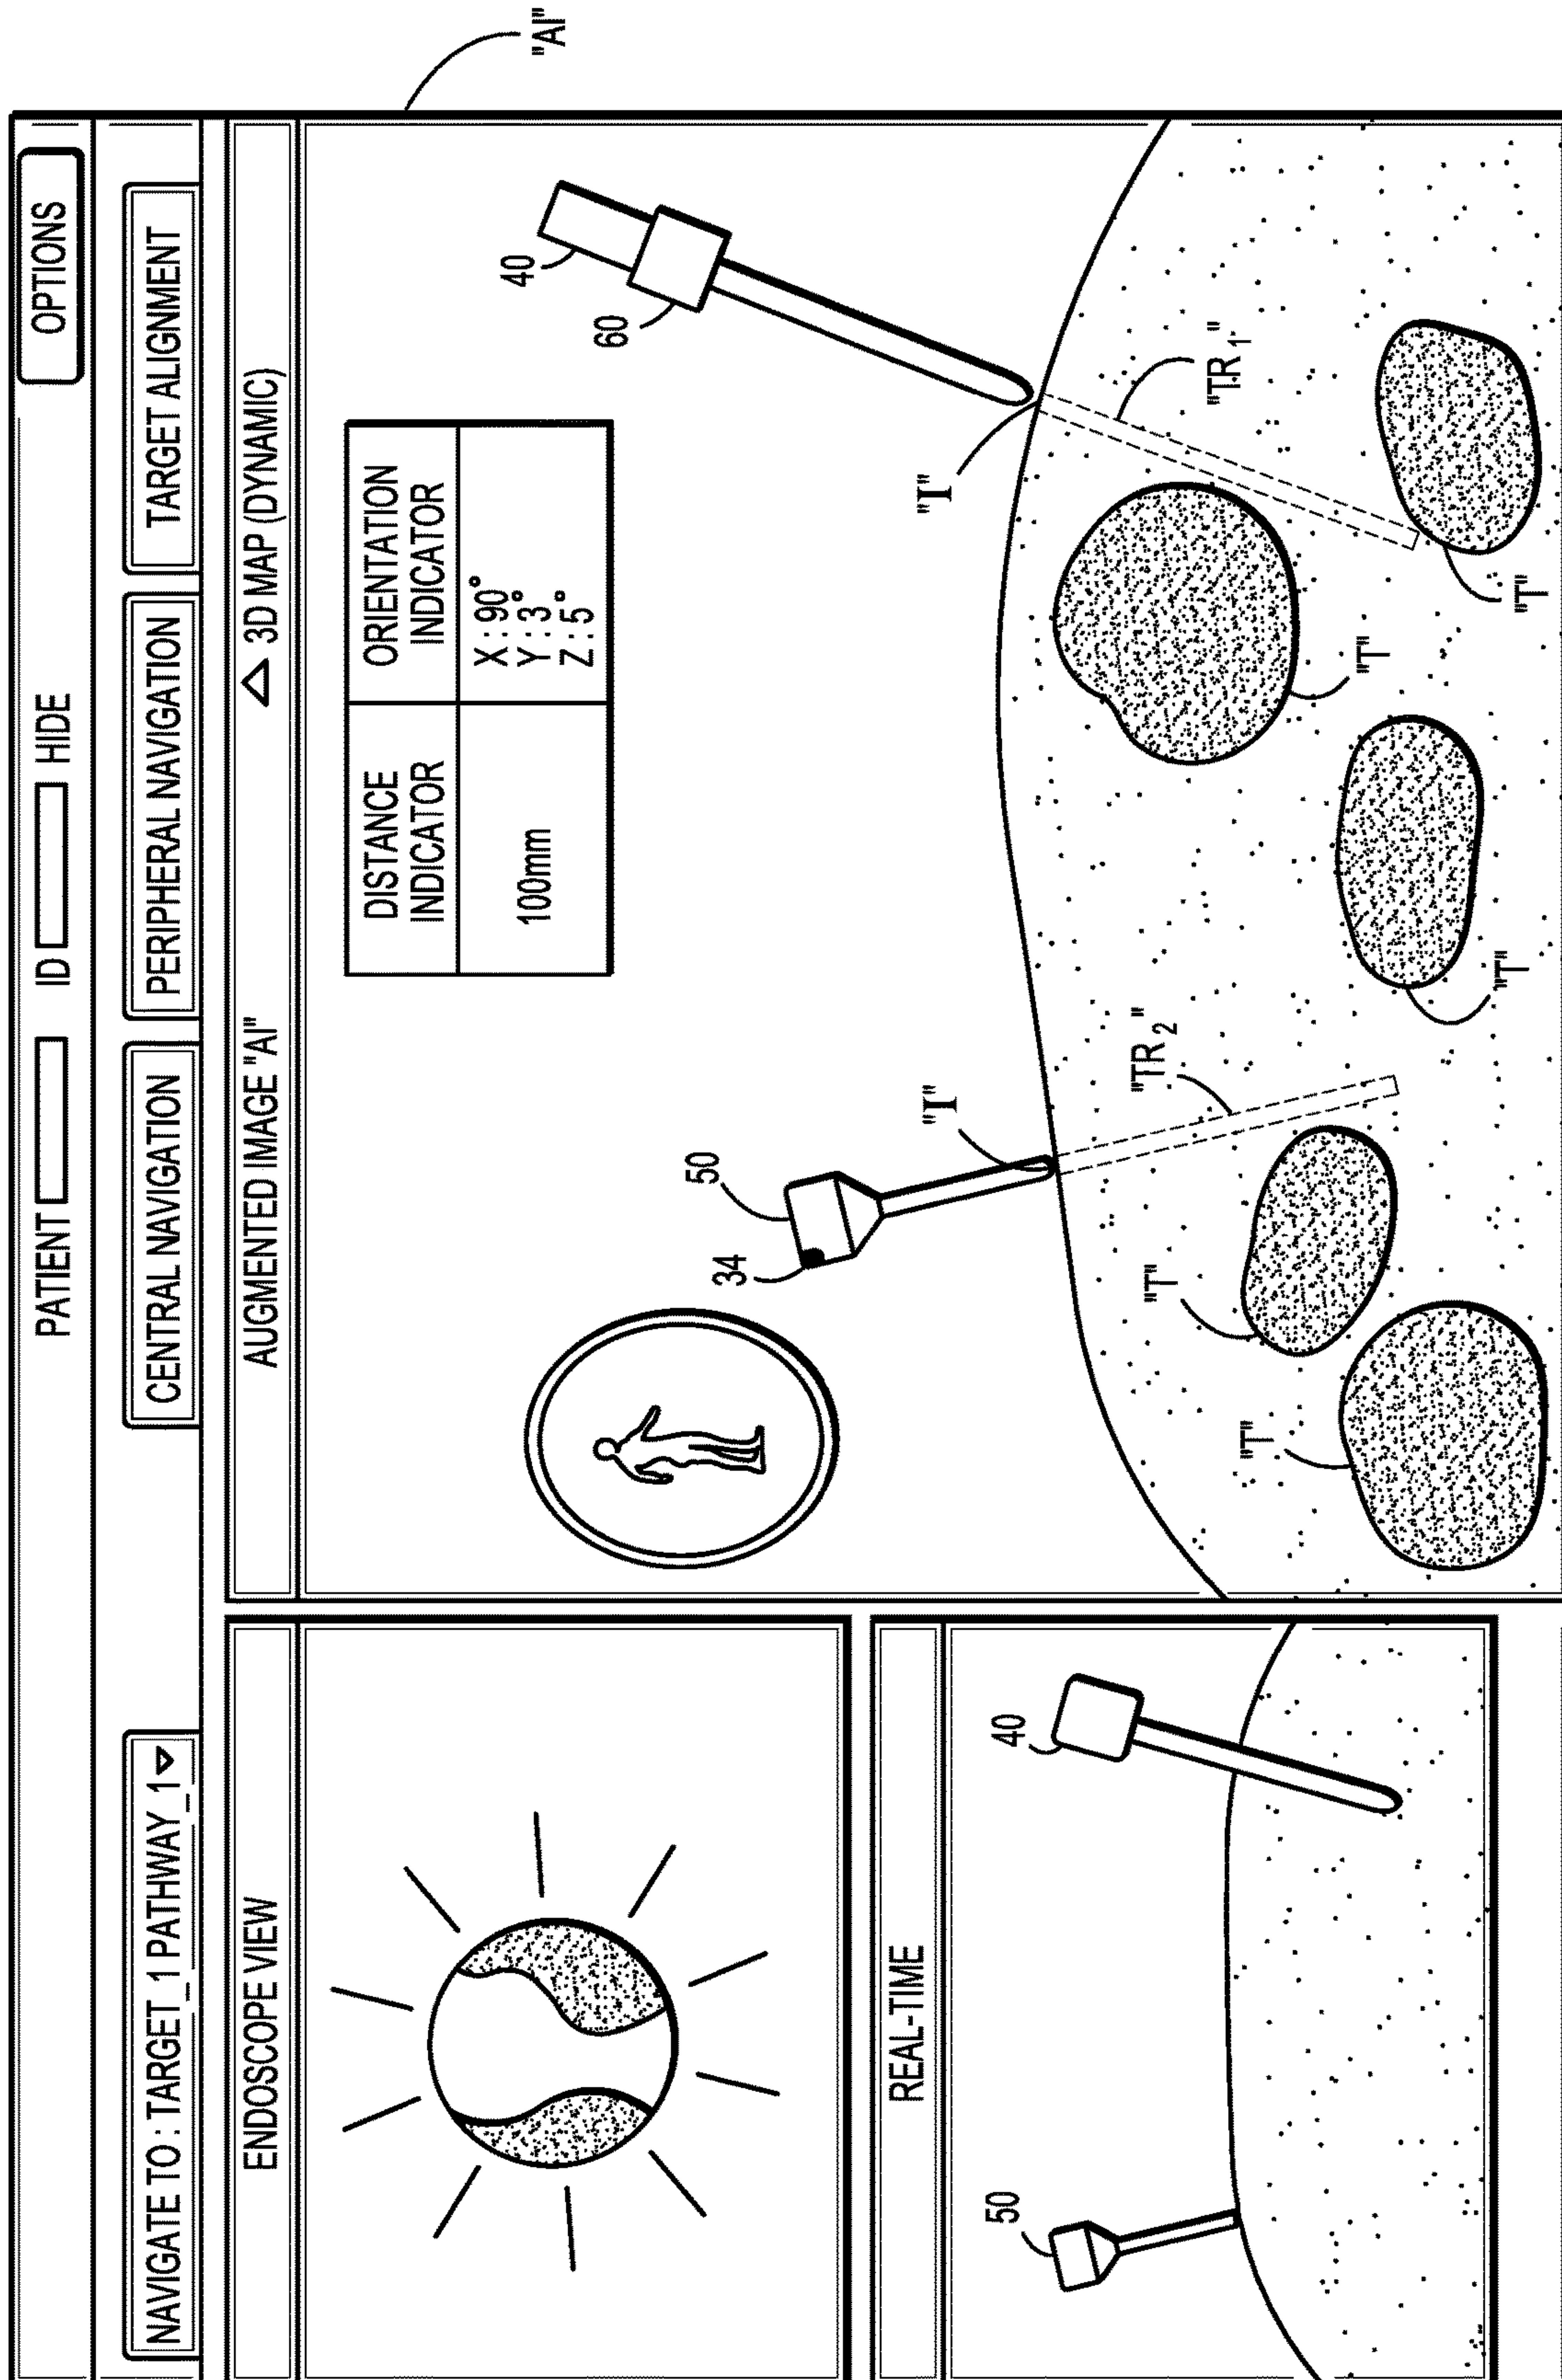 PATIENT ID HIDE
OPTIONS
NAVIGATE TO : TARGET_1 PATHWAY_1
CENTRAL NAVIGATION
PERIPHERAL NAVIGATION
TARGET ALIGNMENT
ENDOSCOPE VIEW
AUGMENTED IMAGE "AI"
3D MAP (DYNAMIC)
"AI"
DISTANCE
INDICATOR
100mm
ORIENTATION
INDICATOR
X : 90°
Y : 3°
Z : 5°
34
50
40
60
"I"
"I"
"TR2"
"TR1"
"T"
"T"
"T"
"T"
"T"
REAL-TIME
50
40